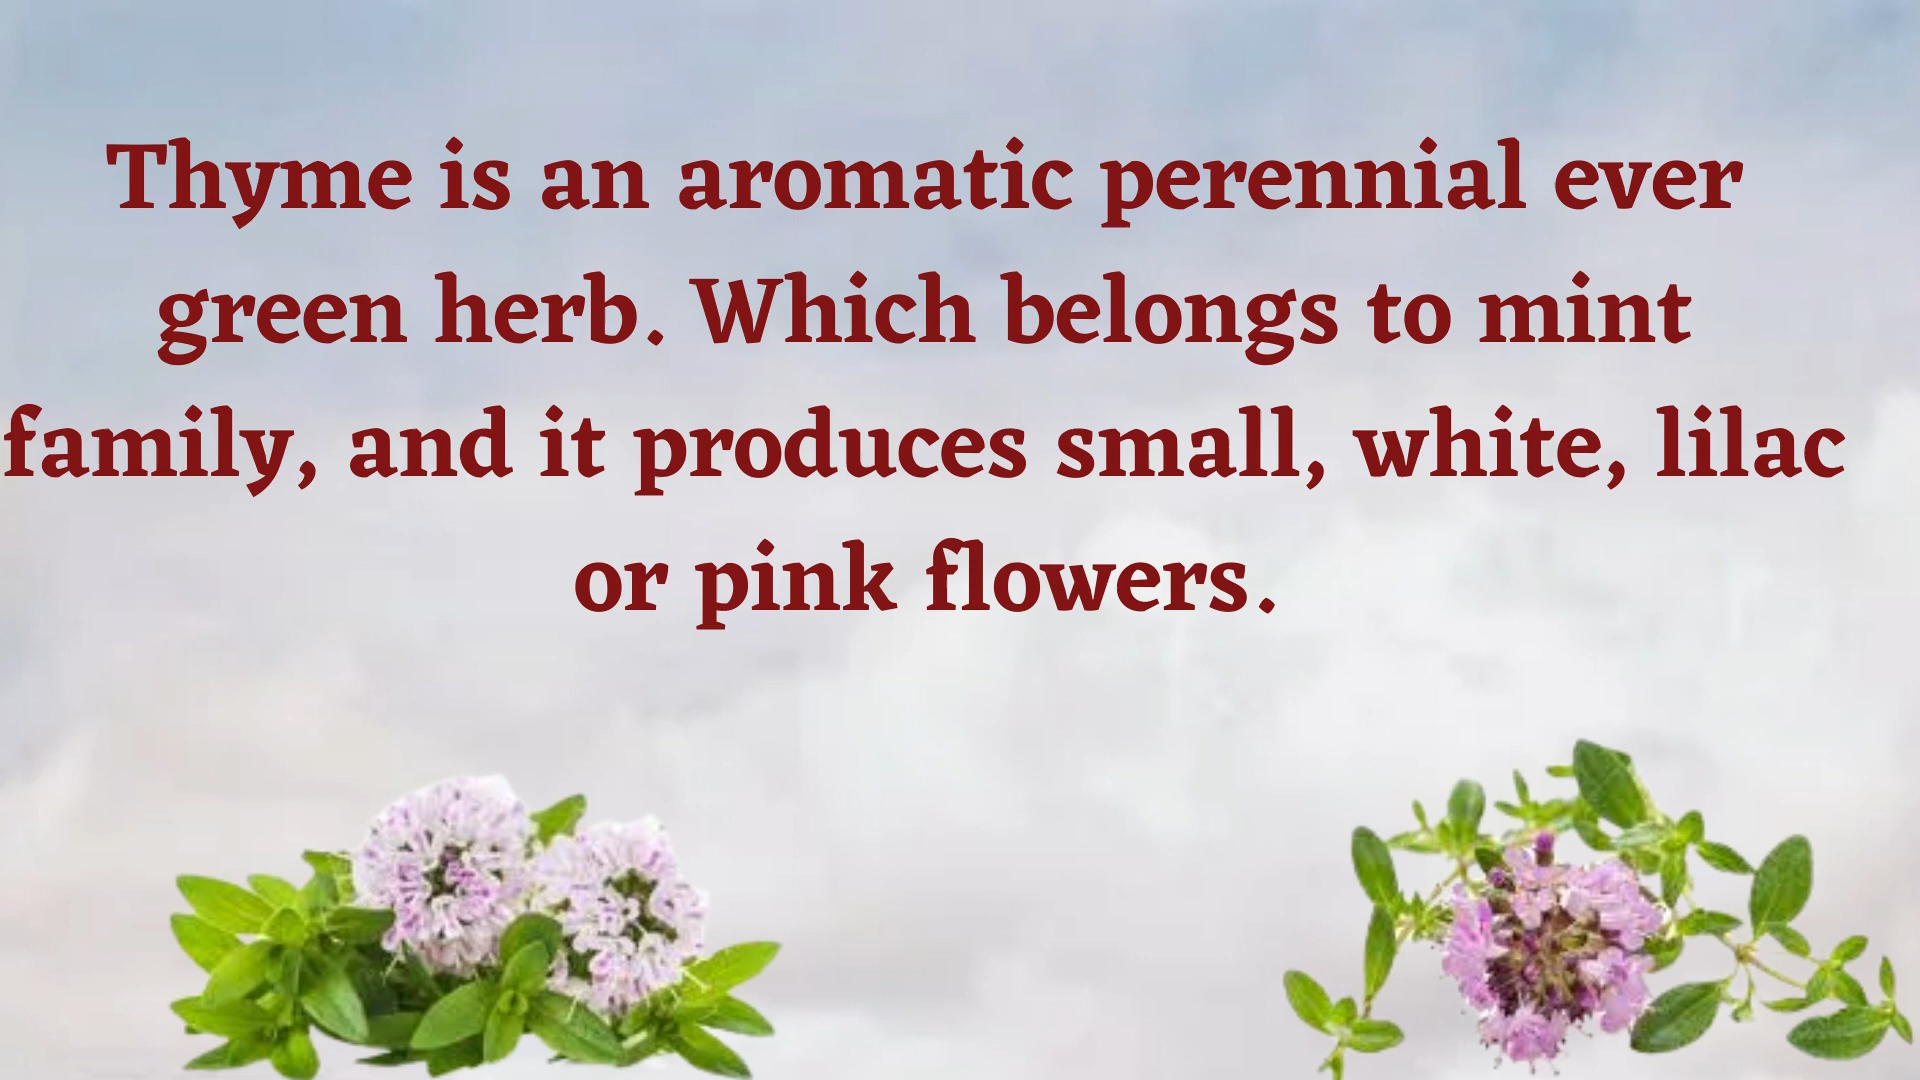 Thyme is an aromatic perennial ever
green herb. Which belongs to mint
family, and it produces small, white, lilac
or pink flowers.